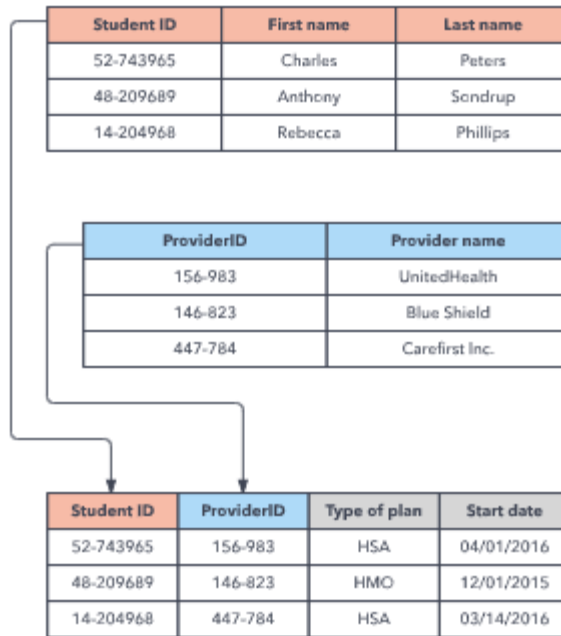 Student ID First name Last name
52-743965 Charles Peters
48-209689 Anthony Sondrup
14-204968 Rebecca Phillips
ProviderID Provider name
156-983 UnitedHealth
146-823 Blue Shield
447-784 Carefirst Inc.
Student ID ProviderID Type of plan Start date
52-743965 156-983 HSA 04/01/2016
48-209689 146-823 HMO 12/01/2015
14-204968 447-784 HSA 03/14/2016